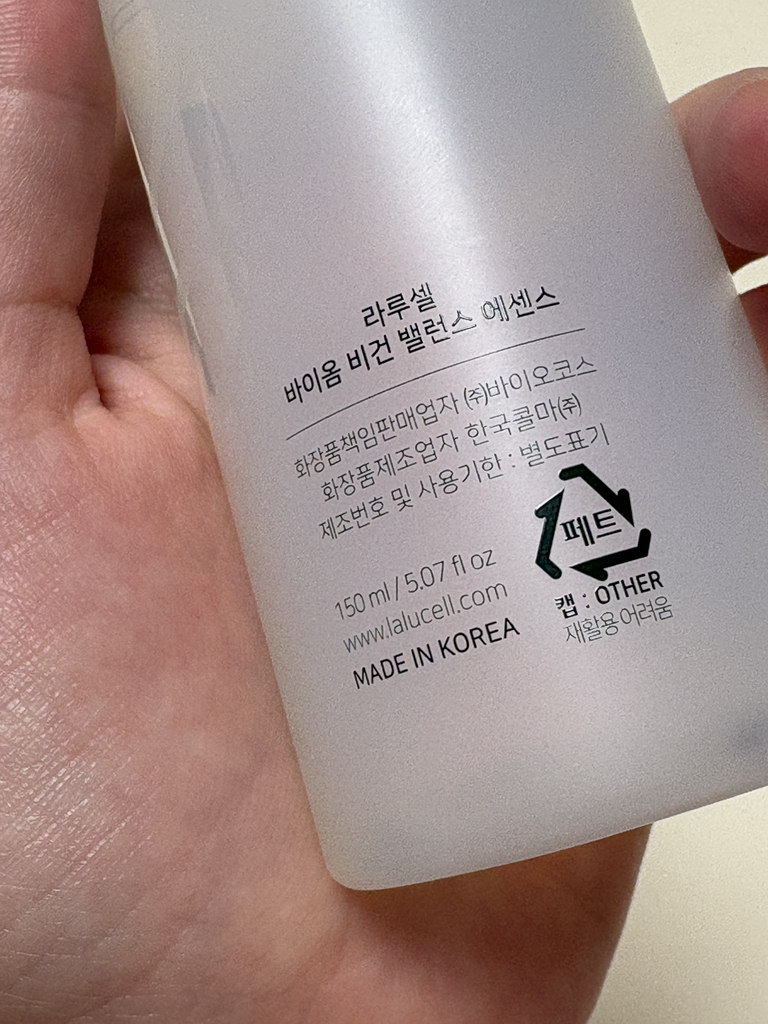 라루셀
바이옴 비건 밸런스 에센스
화장품책임판매업자 ㈜바이오코스
화장품제조업자 한국콜마㈜
제조번호 및 사용기한 : 별도표기
페트
캡 : OTHER
재활용어려움
150 ml / 5.07 fl oz
www.lalucell.com
MADE IN KOREA